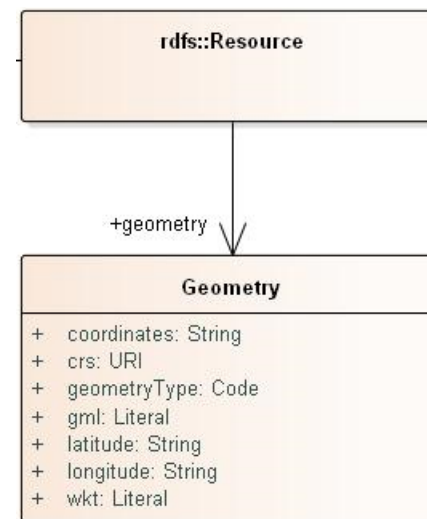 rdfs::Resource
+geometry
Geometry
+ coordinates: String
+ crs: URI
+ geometryType: Code
+ gml: Literal
+ latitude: String
+ longitude: String
+ wkt: Literal